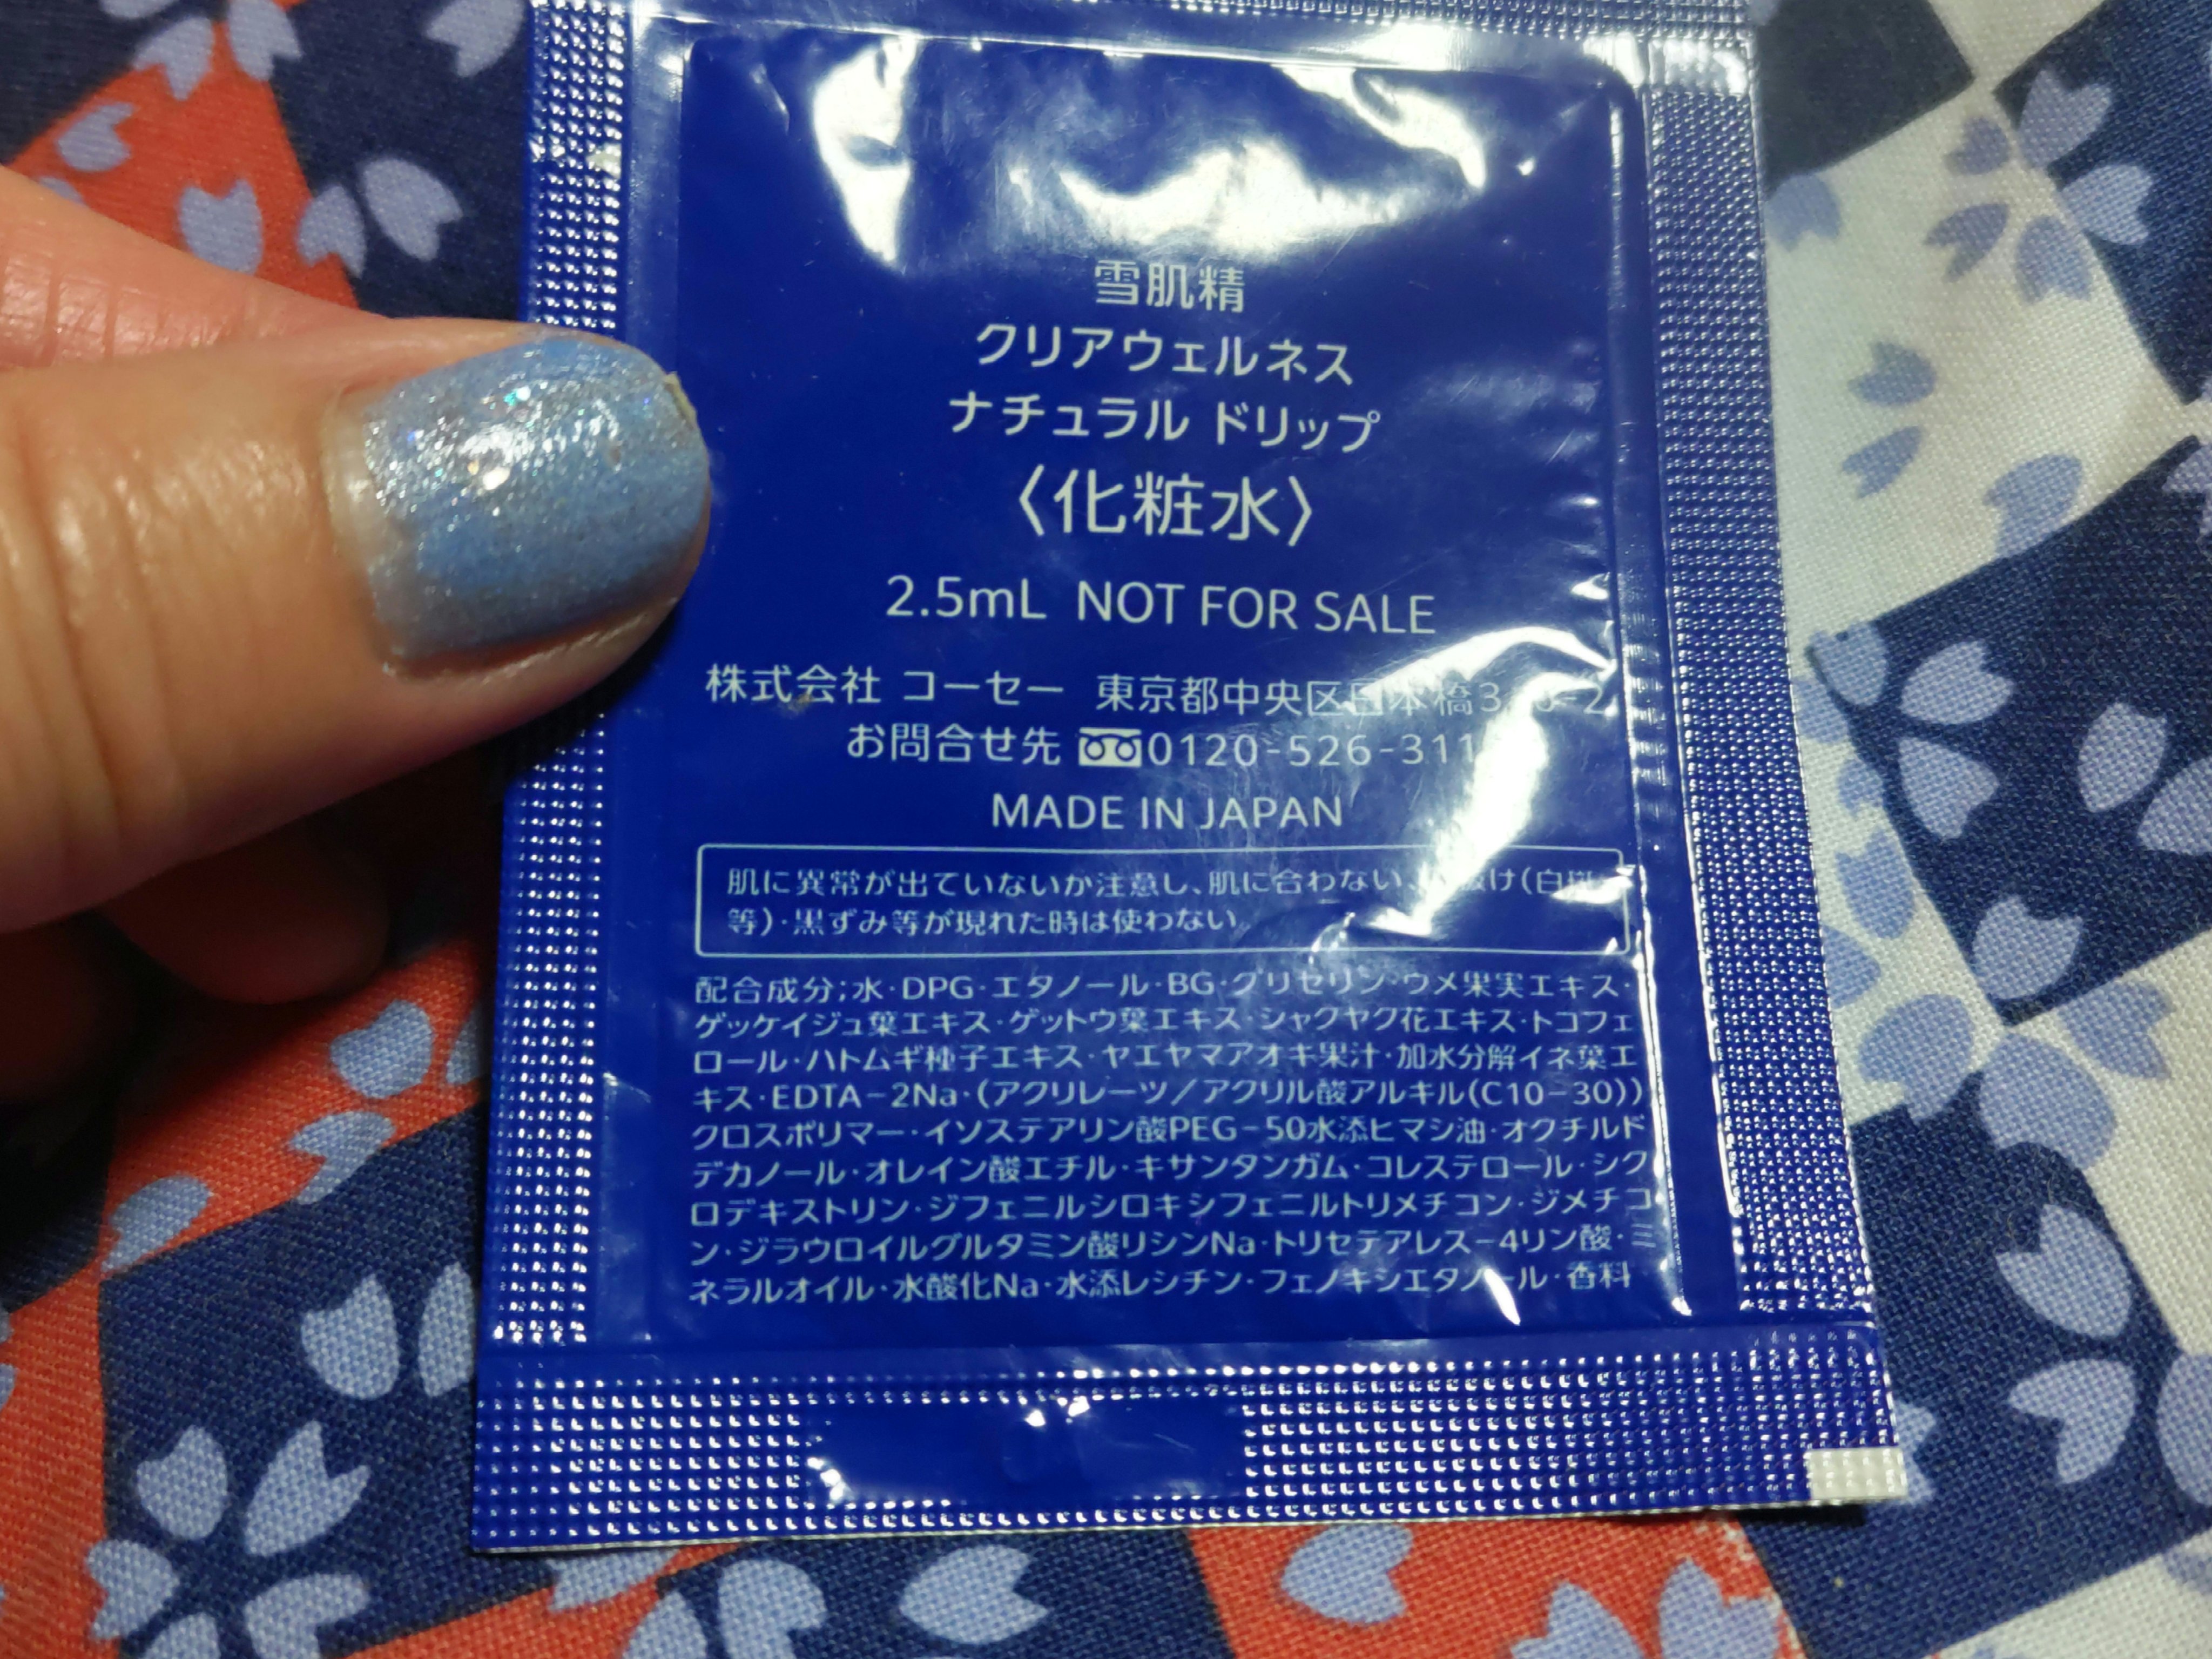 雪肌精
クリアウェルネス
ナチュラル ドリップ
〈化粧水〉
2.5mL NOT FOR SALE
株式会社 コーセー 東京都中央区日本橋
お問合せ先
MADE IN JAPAN
肌に異常が出ていないか注意し、肌に合わない、
等)・黒ずみ等が現れた時は使わない。
配合成分;水・DPG・エタノール・BG・グリセリン・ウメ果実エキス・
ゲッケイジュ葉エキス・ゲットウ葉エキス・シャクヤク花エキス・トコフェ
ロール・ハトムギ種子エキス・ヤエヤマアオキ果汁・加水分解イネ葉エ
キス・EDTA-2Na・(アクリレーツ/アクリル酸アルキル(C10-30))
クロスポリマー・イソステアリン酸PEG-50水添ヒマシ油・オクチルド
デカノール・オレイン酸エチル・キサンタンガム・コレステロール・シク
ロデキストリン・ジフェニルシロキシフェニルトリメチコン・ジメチコ
ン・ジラウロイルグルタミン酸リシンNa・トリセテアレス-4リン酸・ミ
ネラルオイル・水酸化Na・水添レシチン・フェノキシエタノール・香料